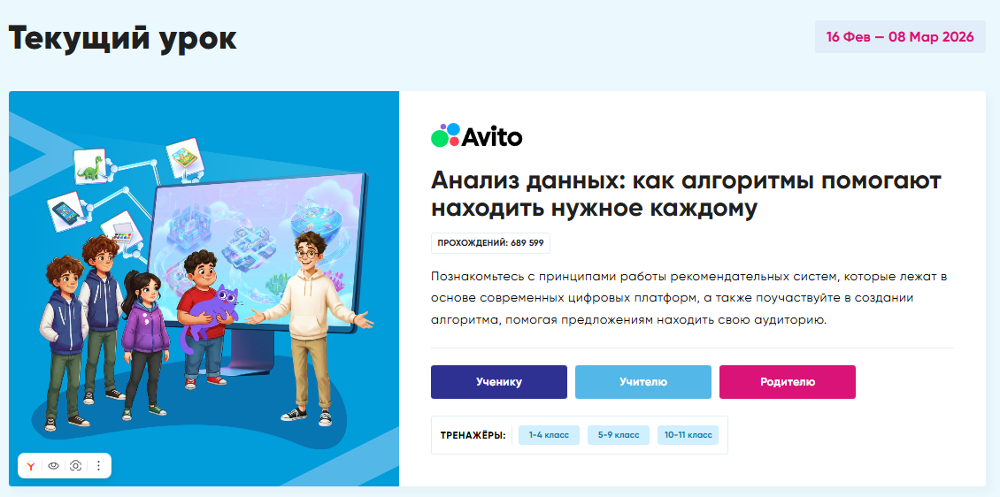 Текущий урок
16 Фев — 08 Мар 2026
Avito
Анализ данных: как алгоритмы помогают
находить нужное каждому
ПРОХОЖДЕНИЙ: 689 599
Познакомьтесь с принципами работы рекомендательных систем, которые лежат в
основе современных цифровых платформ, а также поучаствуйте в создании
алгоритма, помогая предложениям находить свою аудиторию.
Ученику
Учителю
Родителю
ТРЕНАЖЁРЫ:
1-4 класс
5-9 класс
10-11 класс